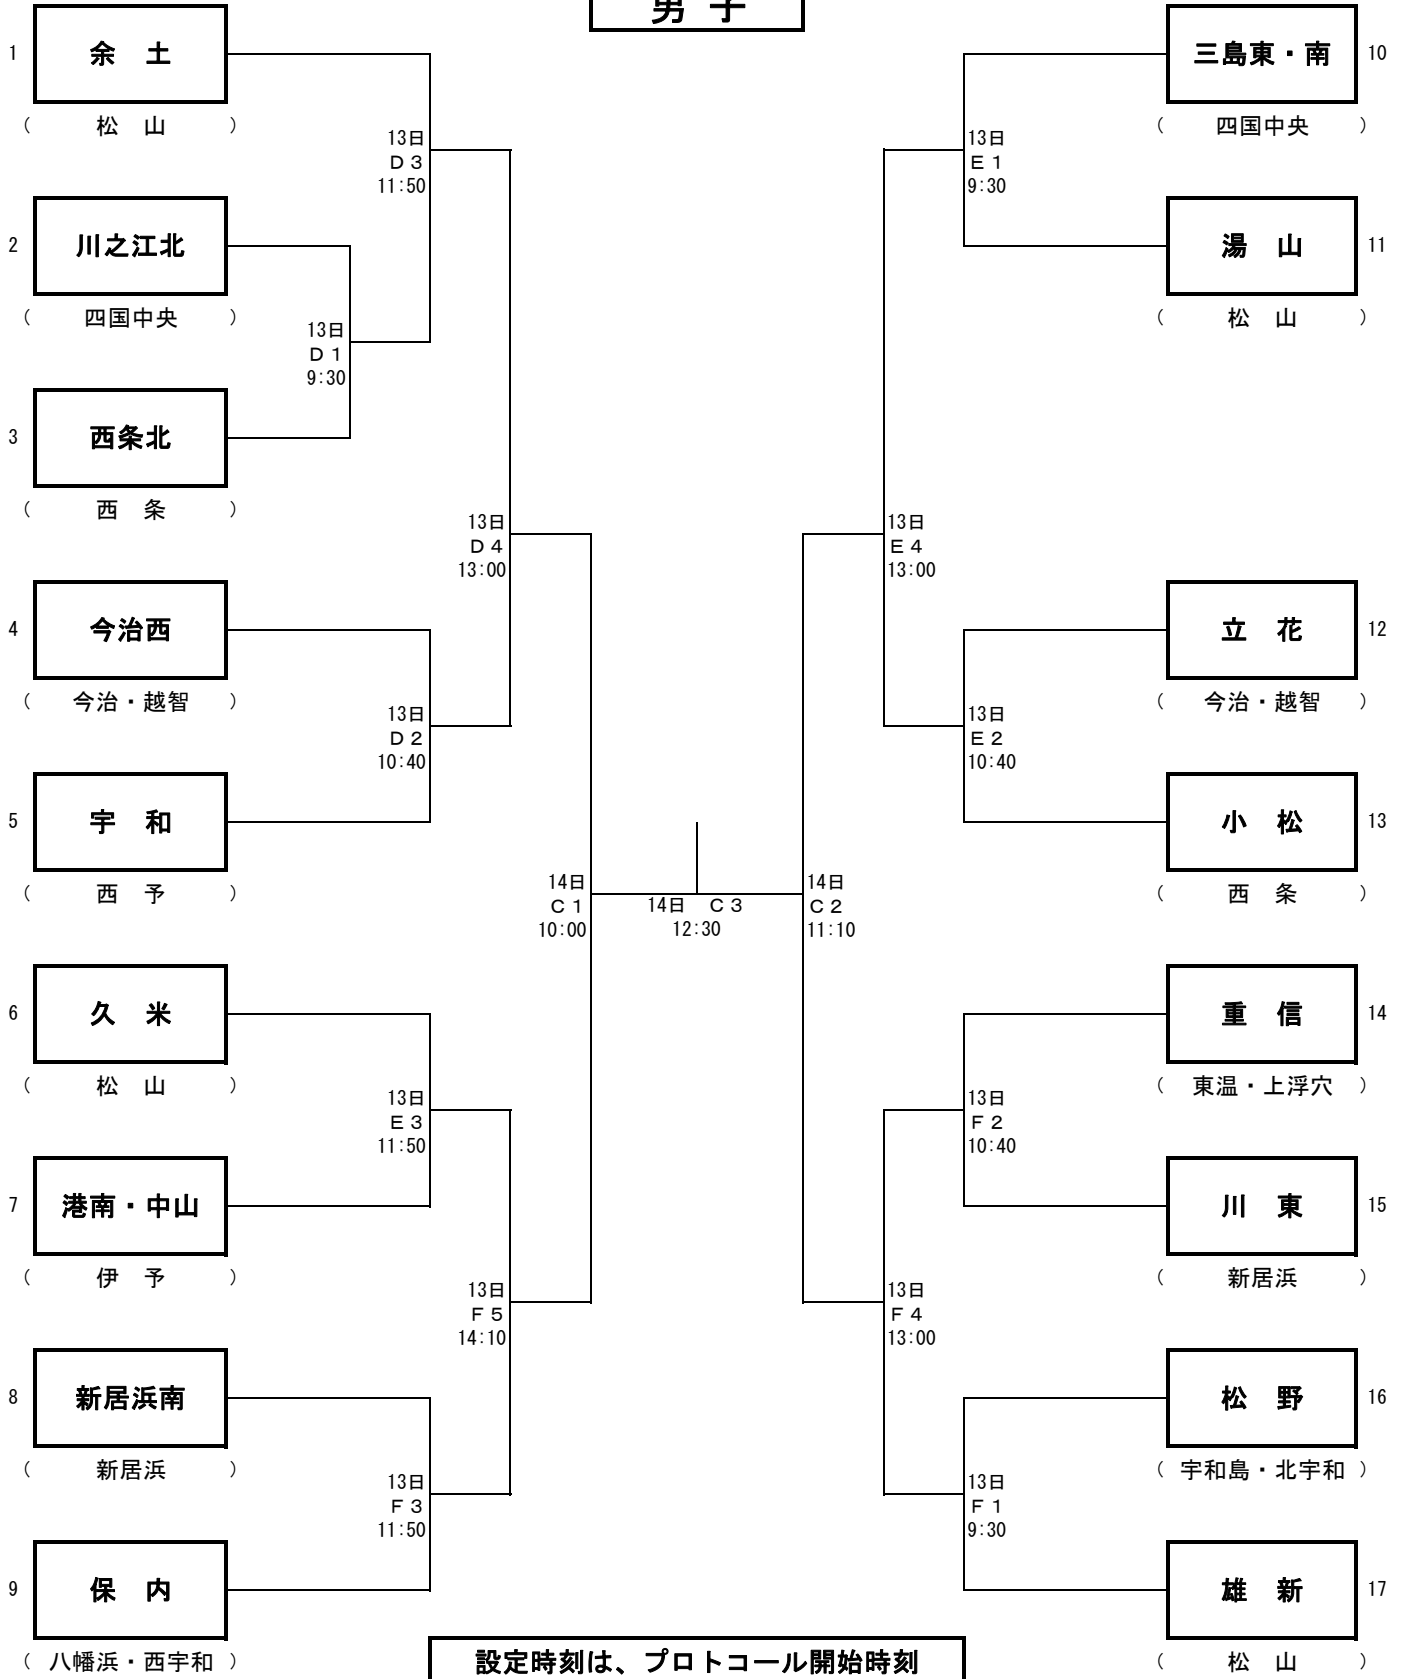 男 子
1
余 土
( 松 山 )
2
川之江北
( 四国中央 )
3
西条北
( 西 条 )
4
今治西
( 今治・越智 )
5
宇 和
( 西 予 )
6
久 米
( 松 山 )
7
港南・中山
( 伊 予 )
8
新居浜南
( 新居浜 )
9
保 内
( 八幡浜・西宇和 )
13日
Ｄ３
11:50
13日
Ｄ１
9:30
13日
Ｄ４
13:00
13日
Ｄ２
10:40
13日
Ｅ３
11:50
13日
Ｆ５
14:10
13日
Ｆ３
11:50
14日
Ｃ１
10:00
14日 Ｃ３
12:30
14日
Ｃ２
11:10
13日
Ｅ１
9:30
13日
Ｅ４
13:00
13日
Ｅ２
10:40
13日
Ｆ２
10:40
13日
Ｆ４
13:00
13日
Ｆ１
9:30
三島東・南
10
( 四国中央 )
湯 山
11
( 松 山 )
立 花
12
( 今治・越智 )
小 松
13
( 西 条 )
重 信
14
( 東温・上浮穴 )
川 東
15
( 新居浜 )
松 野
16
( 宇和島・北宇和 )
雄 新
17
( 松 山 )
設定時刻は、プロトコール開始時刻